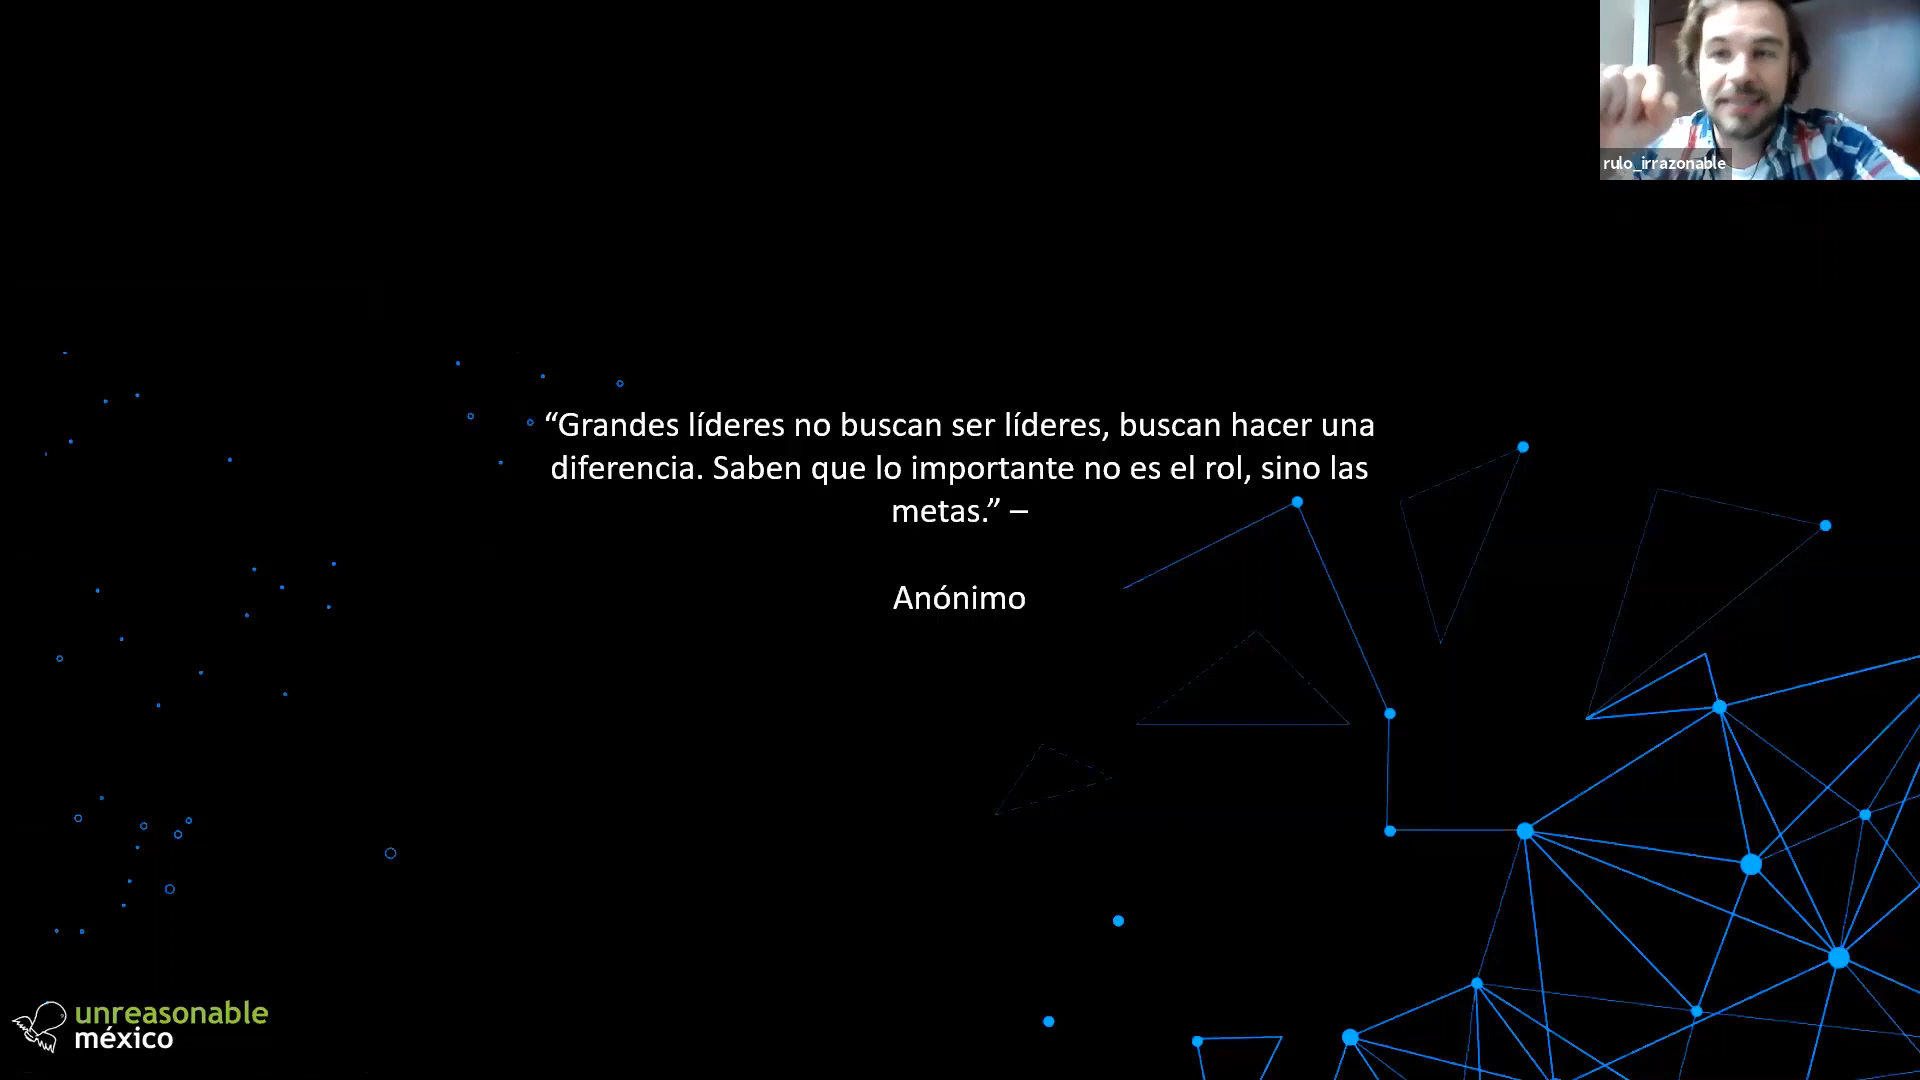 rulo_irrazonable
“Grandes líderes no buscan ser líderes, buscan hacer una
diferencia. Saben que lo importante no es el rol, sino las
metas.” –
Anónimo
unreasonable
méxico